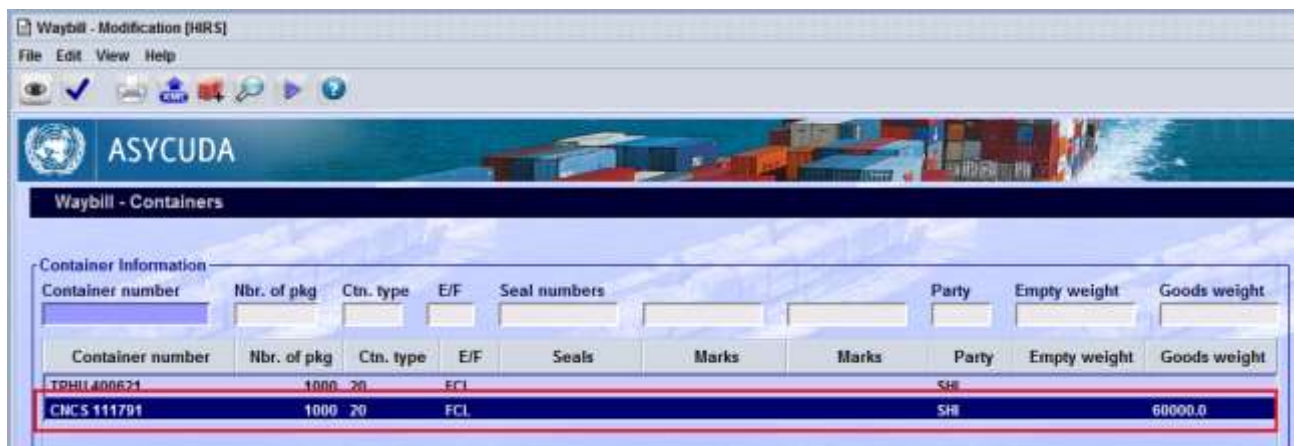 Waybill - Modification [HIRS]
File Edit View Help
ASYCUDA
Waybill - Containers
Container Information
Container number Nbr. of pkg Ctn. type E/F Seal numbers Party Empty weight Goods weight
Container number Nbr. of pkg Ctn. type E/F Seals Marks Marks Party Empty weight Goods weight
TPHU 400621 1000 20 FCL SHI
CNCS 111791 1000 20 FCL SHI 60000.0